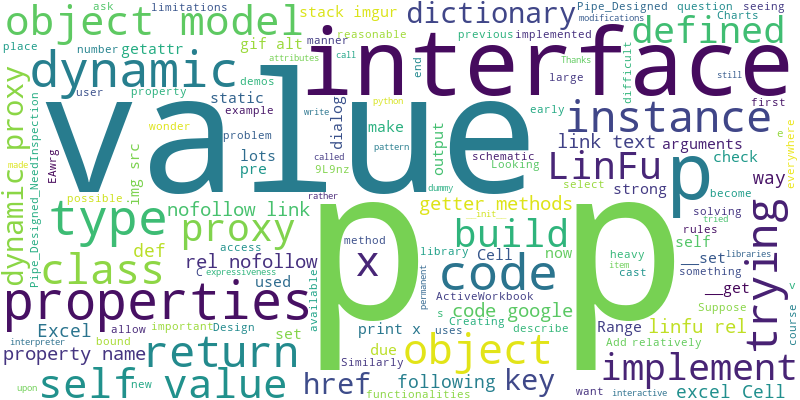 ask
limitations
stack imgur
dictionary
Pipe_Designed
question
seeing
Charts
modifications
object model
getattr
gif alt
reasonable
previous
implemented
defined
place
number
betwdemos
attributes
manner
call
interface
end
large
difficult
still
dynamic
user
property
static
example
dialog
early
instance
first
value
wonder
problem
lots
pre
make
output
python
write
pattern
called
9L9nz
schematic
Looking
link text
arguments
strong
check
e
everywhere
dynamic proxy
Pipe_Designed_NeedInspection
EAwrg
img src
made
possible
rather
dummy
__init__
select
LinFu
p
become
way
solving
tried
rules
type
nofollow link
proxy
def
getter methods
build
self
trying
class
rel nofollow
access
library
now
Cell
heavy
item
cast
__set
something
libraries
C
expressiveness
used
x
method
available
permanent
code
ActiveWorkbook
__get
Suppose
v
course
properties
important
Design
s
code google
Range
linfu rel
Excel
interpreter
bound
allow
set
print x
uses
Creating
describe
Add
relatively
property name
return
due
Similarly
object
implement
self value
new
upon
href
following
functionalities
key
want
interactive
excel Cell
p
p